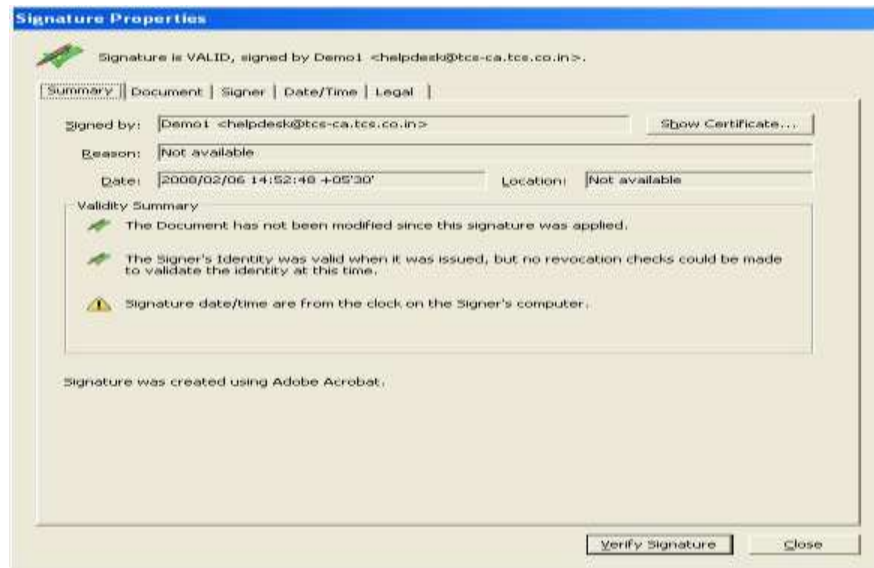 Signature Properties
Signature is VALID, signed by Demo1 <helpdesk@tcs-ca.tcs.co.in>.
Summary Document Signer Date/Time Legal
Signed by: Demo1 <helpdesk@tcs-ca.tcs.co.in> Show Certificate...
Reason: Not available
Date: 2008/02/06 14:52:48 +05'30' Location: Not available
Validity Summary
The Document has not been modified since this signature was applied.
The Signer's Identity was valid when it was issued, but no revocation checks could be made
to validate the identity at this time.
Signature date/time are from the clock on the Signer's computer.
Signature was created using Adobe Acrobat.
Verify Signature Close